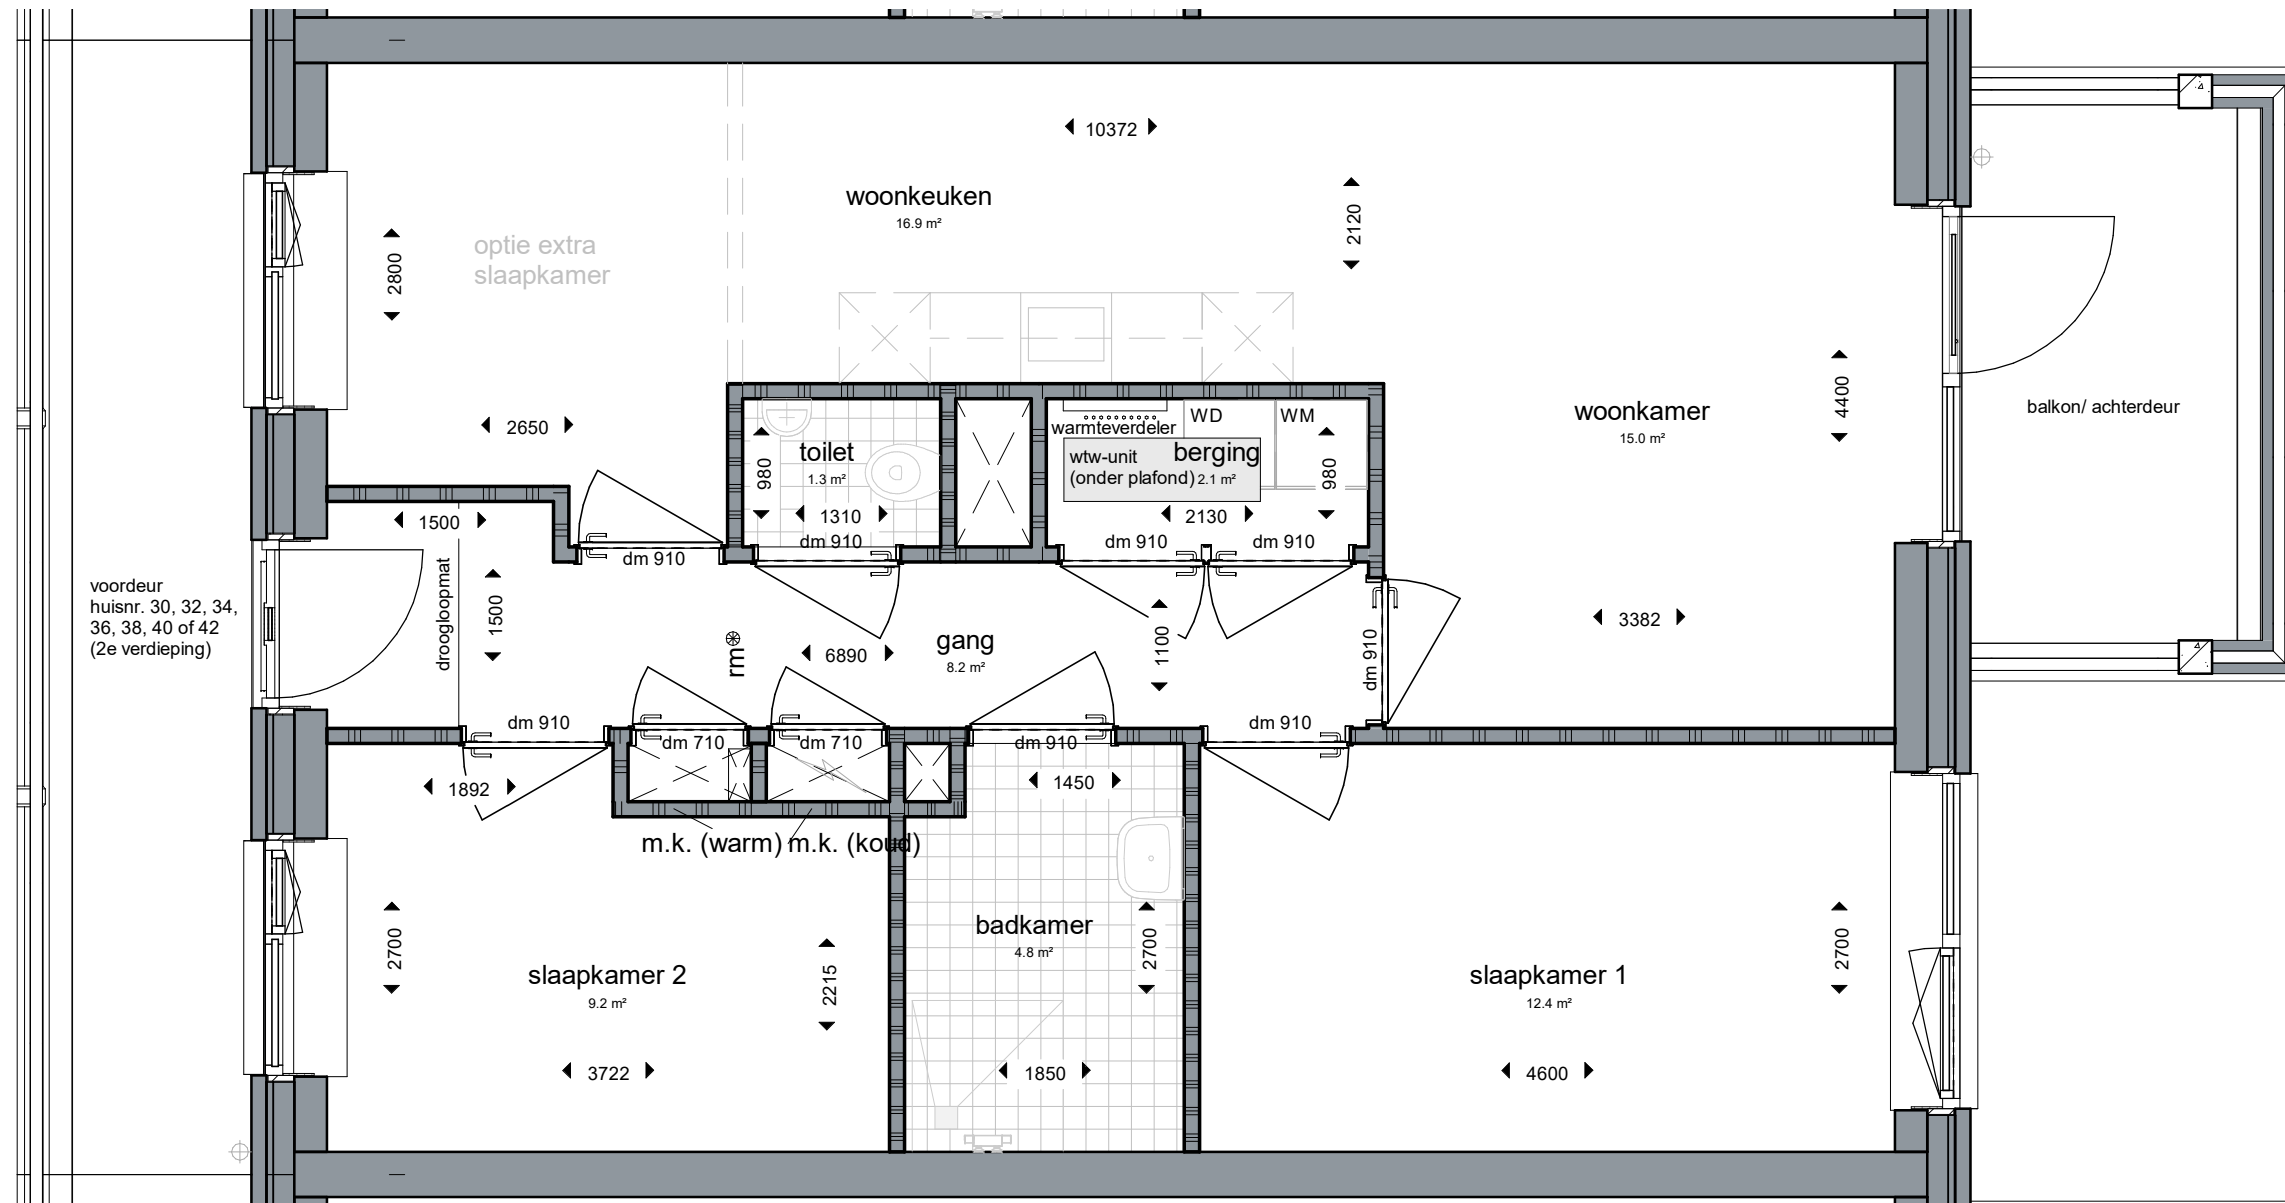 10372
woonkeuken
16.9 m²
2120
optie extra
slaapkamer
2800
4400
woonkamer
15.0 m²
balkon/ achterdeur
2650
WD
WM
warmteverdeler
toilet
1.3 m²
980
wtw-unit
(onder plafond)
berging
2.1 m²
980
1500
1310
2130
dm 910
dm 910
dm 910
dm 910
voordeur
huisnr. 30, 32, 34,
36, 38, 40 of 42
(2e verdieping)
droogloopmat
1500
rm
6890
gang
8.2 m²
1100
dm 910
3382
dm 910
dm 710
dm 710
dm 910
dm 910
1892
1450
m.k. (warm)
m.k. (koud)
2700
2215
slaapkamer 2
9.2 m²
badkamer
4.8 m²
2700
slaapkamer 1
12.4 m²
2700
3722
1850
4600